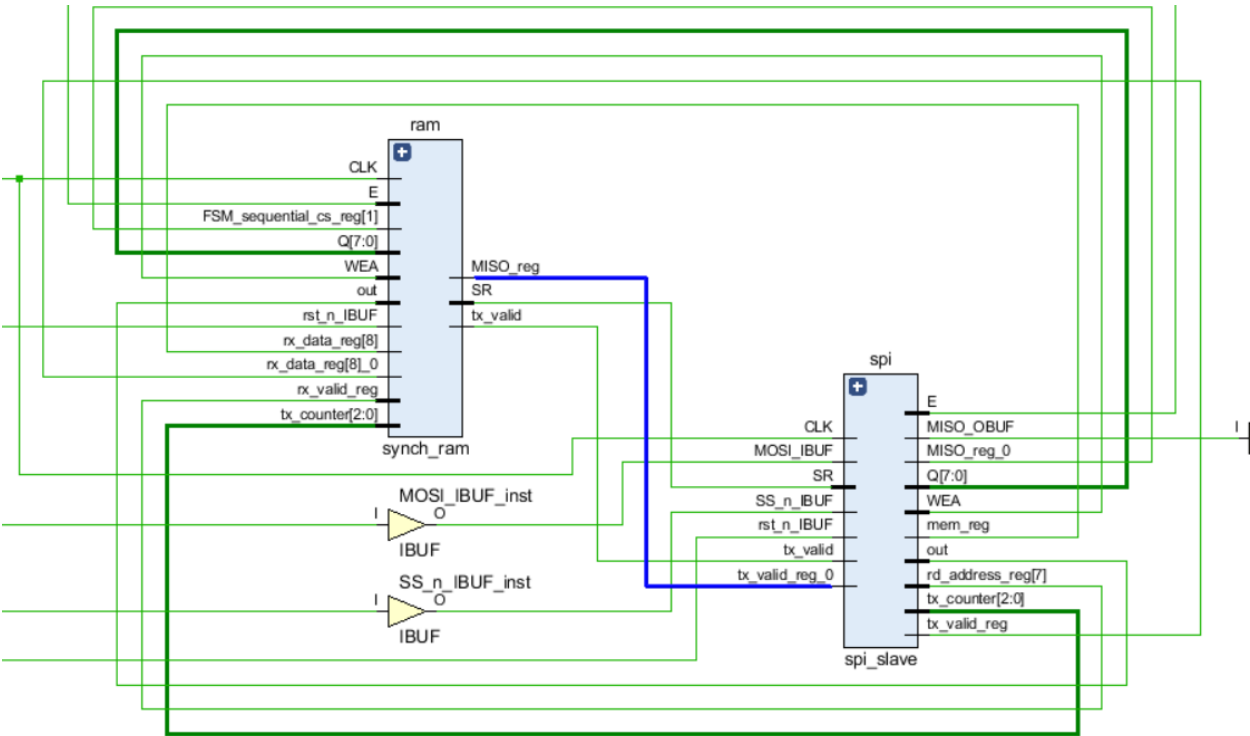 ram
CLK
E
FSM_sequential_cs_reg[1]
Q[7:0]
WEA
out
rst_n_IBUF
rx_data_reg[8]
rx_data_reg[8]_0
rx_valid_reg
tx_counter[2:0]
MISO_reg
SR
tx_valid
synch_ram
MOSI_IBUF_inst
I
O
IBUF
SS_n_IBUF_inst
I
O
IBUF
spi
CLK
MOSI_IBUF
SR
SS_n_IBUF
rst_n_IBUF
tx_valid
tx_valid_reg_0
E
MISO_OBUF
MISO_reg_0
Q[7:0]
WEA
mem_reg
out
rd_address_reg[7]
tx_counter[2:0]
tx_valid_reg
spi_slave
I